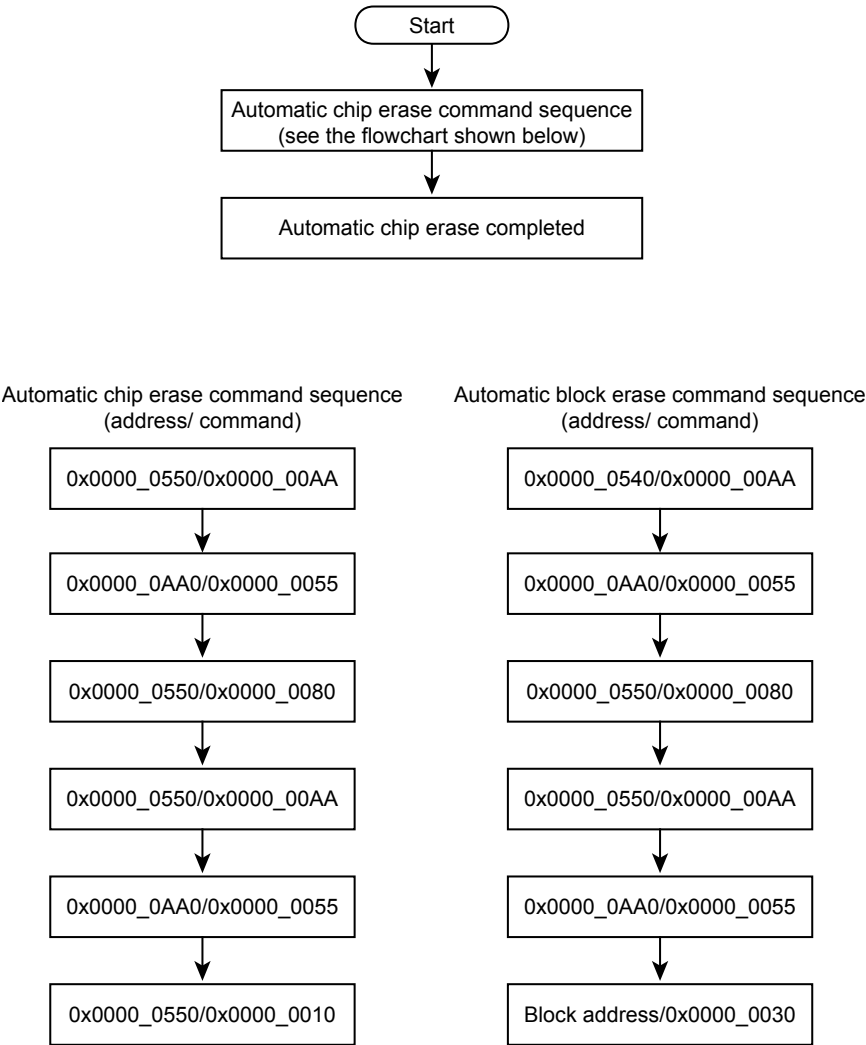 Start
Automatic chip erase command sequence
(see the flowchart shown below)
Automatic chip erase completed
Automatic chip erase command sequence
(address/ command)
0x0000_0550/0x0000_00AA
0x0000_0AA0/0x0000_0055
0x0000_0550/0x0000_0080
0x0000_0550/0x0000_00AA
0x0000_0AA0/0x0000_0055
0x0000_0550/0x0000_0010
Automatic block erase command sequence
(address/ command)
0x0000_0540/0x0000_00AA
0x0000_0AA0/0x0000_0055
0x0000_0550/0x0000_0080
0x0000_0550/0x0000_00AA
0x0000_0AA0/0x0000_0055
Block address/0x0000_0030